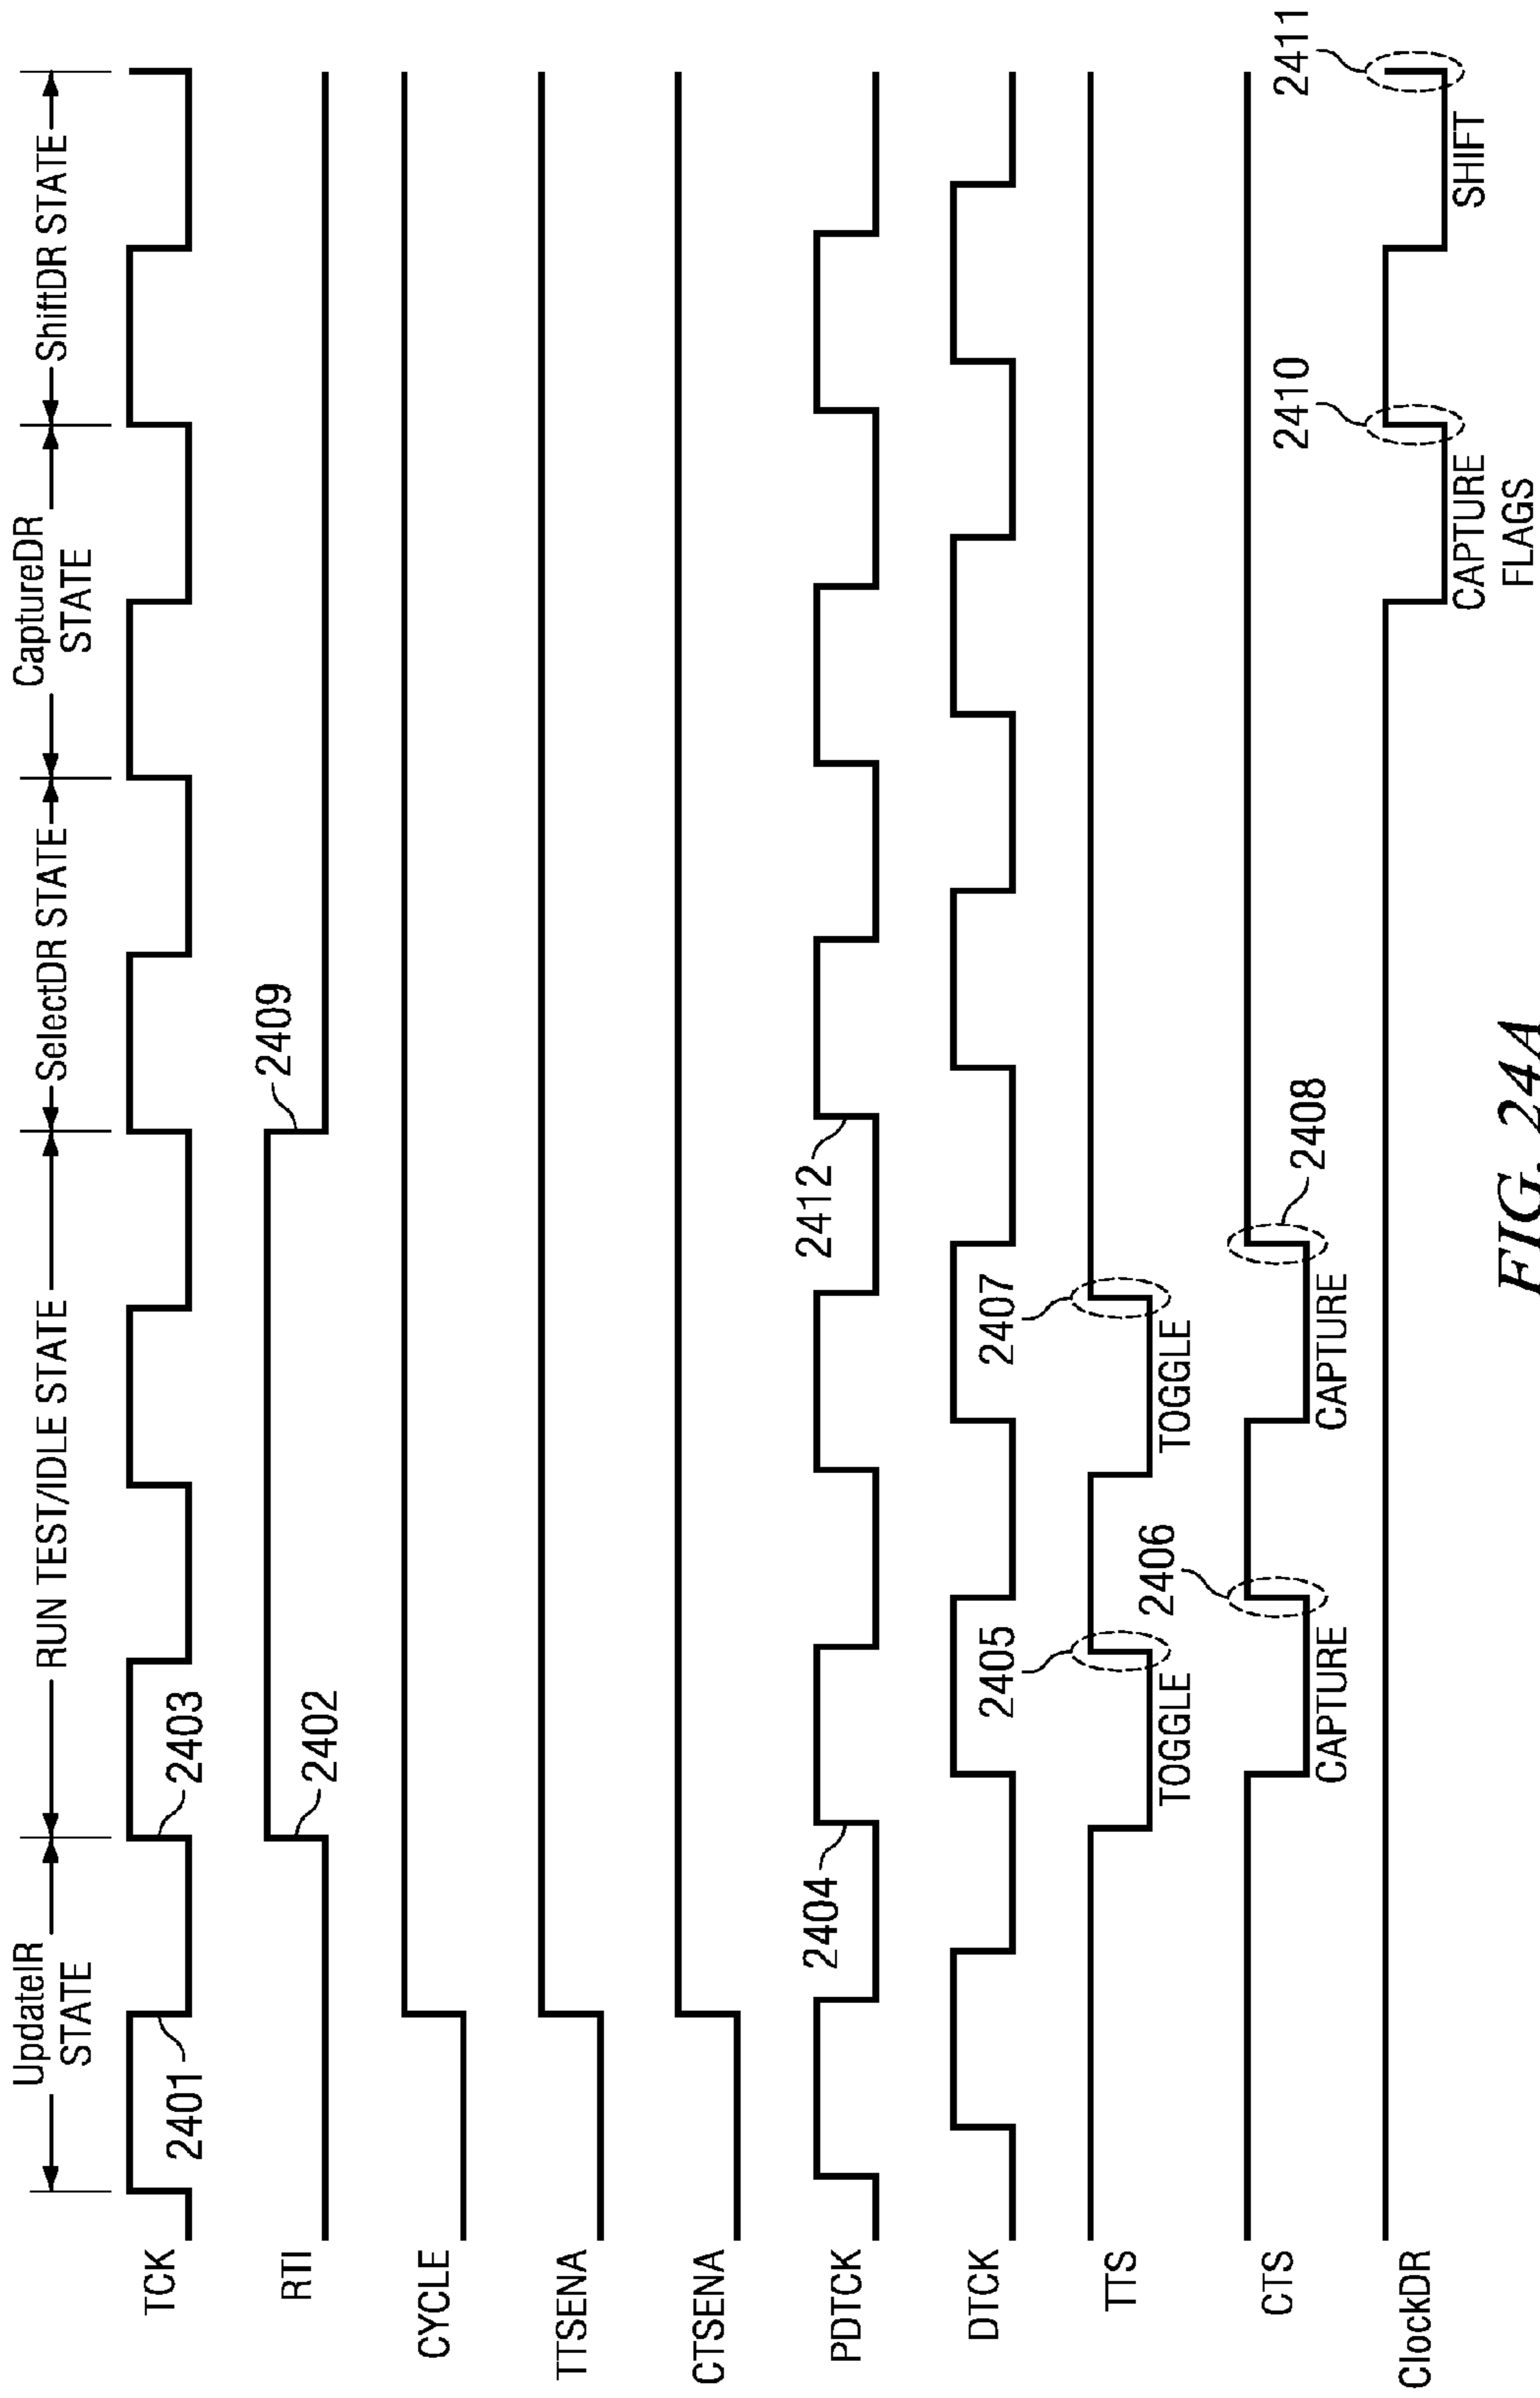 UpdateIR
STATE
RUN TEST/IDLE STATE
SelectDR STATE
CaptureDR
STATE
ShiftDR STATE
TCK
2401
2403
RTI
2402
2409
CYCLE
TTSENA
CTSENA
PDTCK
2404
2412
DTCK
2405
2407
TTS
TOGGLE
TOGGLE
2406
2408
CTS
CAPTURE
CAPTURE
2410
2411
ClockDR
CAPTURE
FLAGS
SHIFT
FIG. 24A